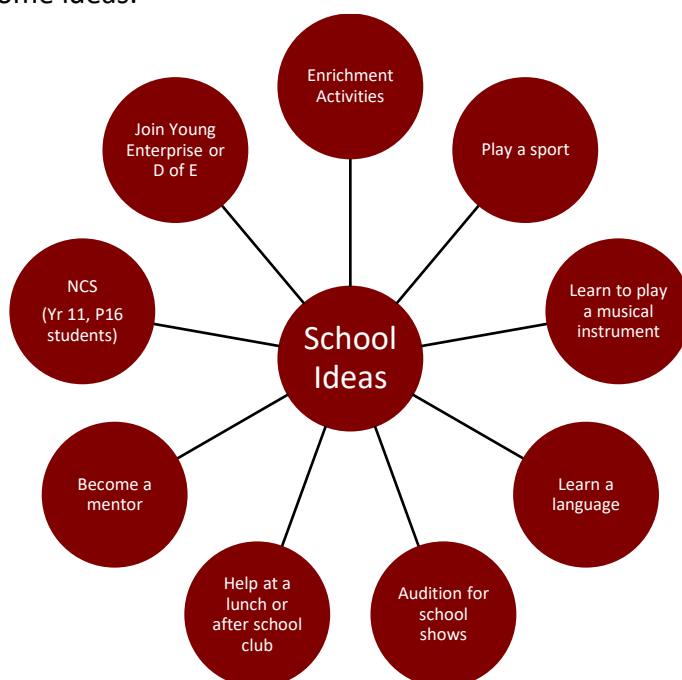 ome ideas:
Enrichment
Activities
Play a sport
Learn to play
a musical
instrument
Learn a
language
Audition for
school
shows
Help at a
lunch or
after school
club
Become a
mentor
NCS
(Yr 11, P16
students)
Join Young
Enterprise or
D of E
School
Ideas